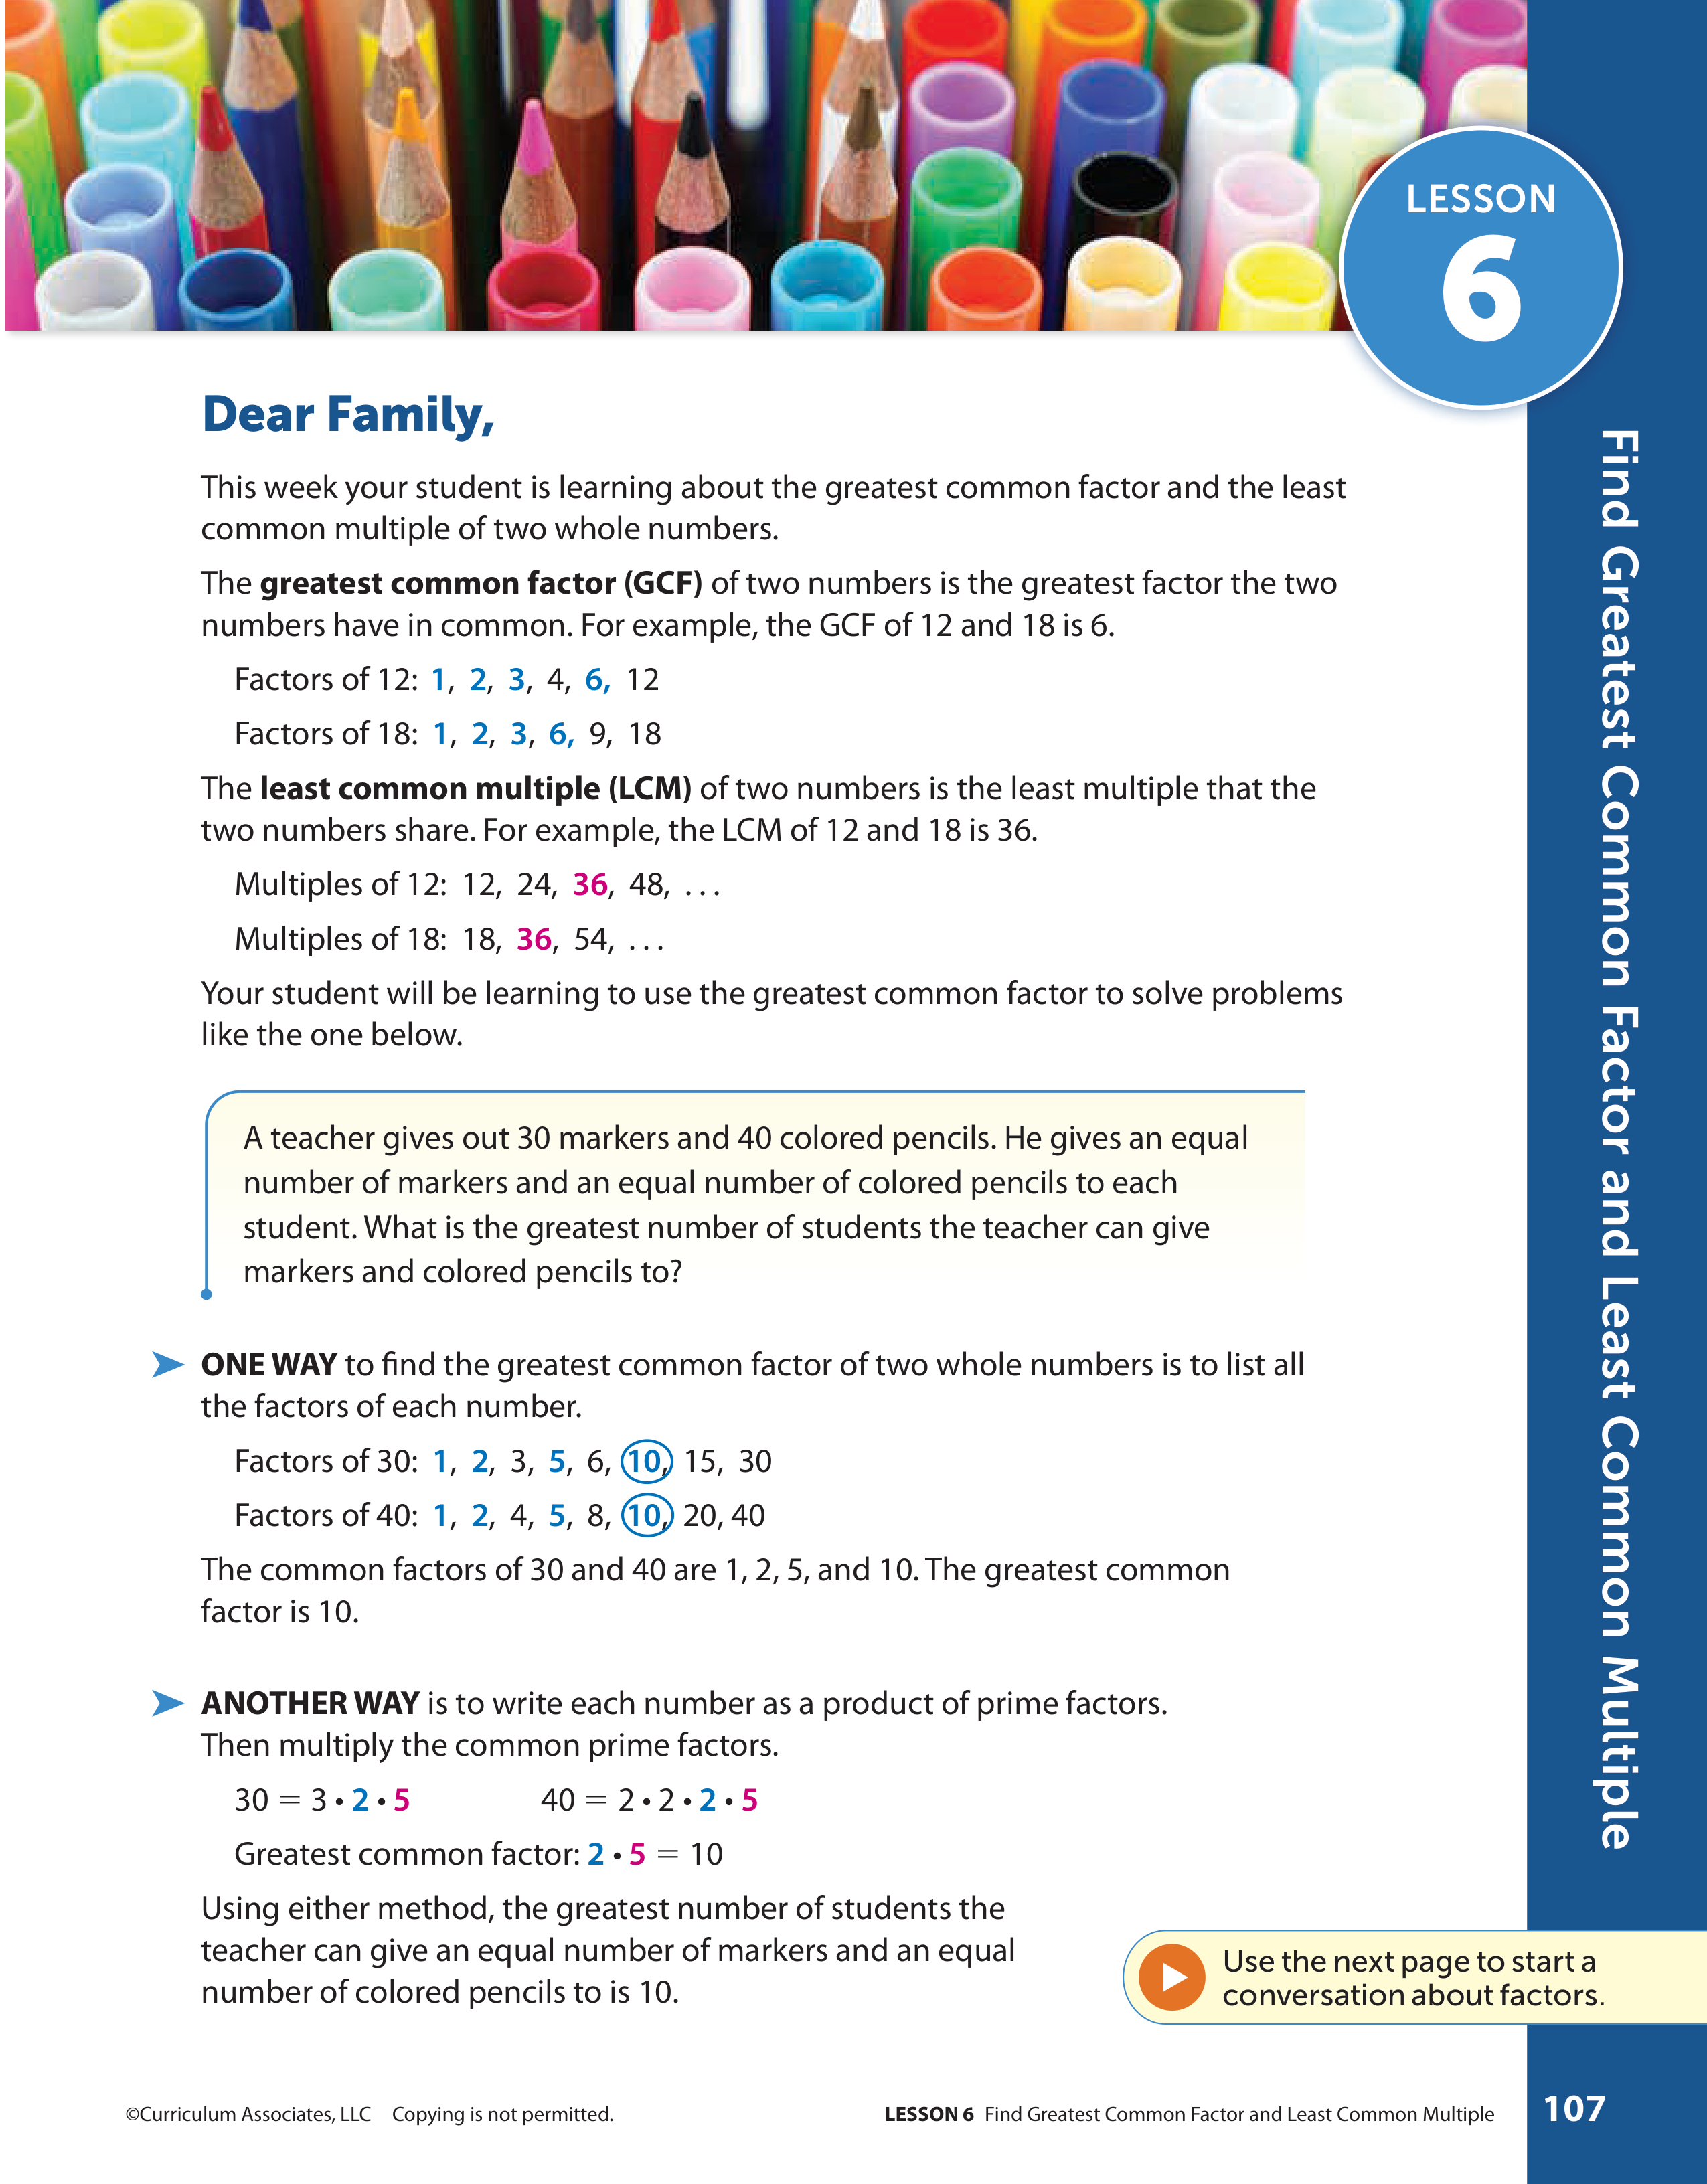 LESSON
6
Find Greatest Common Factor and Least Common Multiple
Dear Family,
This week your student is learning about the greatest common factor and the least
common multiple of two whole numbers.
The greatest common factor (GCF) of two numbers is the greatest factor the two
numbers have in common. For example, the GCF of 12 and 18 is 6.
Factors of 12: 1, 2, 3, 4, 6, 12
Factors of 18: 1, 2, 3, 6, 9, 18
The least common multiple (LCM) of two numbers is the least multiple that the
two numbers share. For example, the LCM of 12 and 18 is 36.
Multiples of 12: 12, 24, 36, 48, . . .
Multiples of 18: 18, 36, 54, . . .
Your student will be learning to use the greatest common factor to solve problems
like the one below.
A teacher gives out 30 markers and 40 colored pencils. He gives an equal
number of markers and an equal number of colored pencils to each
student. What is the greatest number of students the teacher can give
markers and colored pencils to?
ONE WAY to find the greatest common factor of two whole numbers is to list all
the factors of each number.
Factors of 30: 1, 2, 3, 5, 6, 10, 15, 30
Factors of 40: 1, 2, 4, 5, 8, 10, 20, 40
The common factors of 30 and 40 are 1, 2, 5, and 10. The greatest common
factor is 10.
ANOTHER WAY is to write each number as a product of prime factors.
Then multiply the common prime factors.
30 = 3 • 2 • 5 40 = 2 • 2 • 2 • 5
Greatest common factor: 2 • 5 = 10
Using either method, the greatest number of students the
teacher can give an equal number of markers and an equal
number of colored pencils to is 10.
Use the next page to start a
conversation about factors.
©Curriculum Associates, LLC Copying is not permitted.
LESSON 6 Find Greatest Common Factor and Least Common Multiple
107